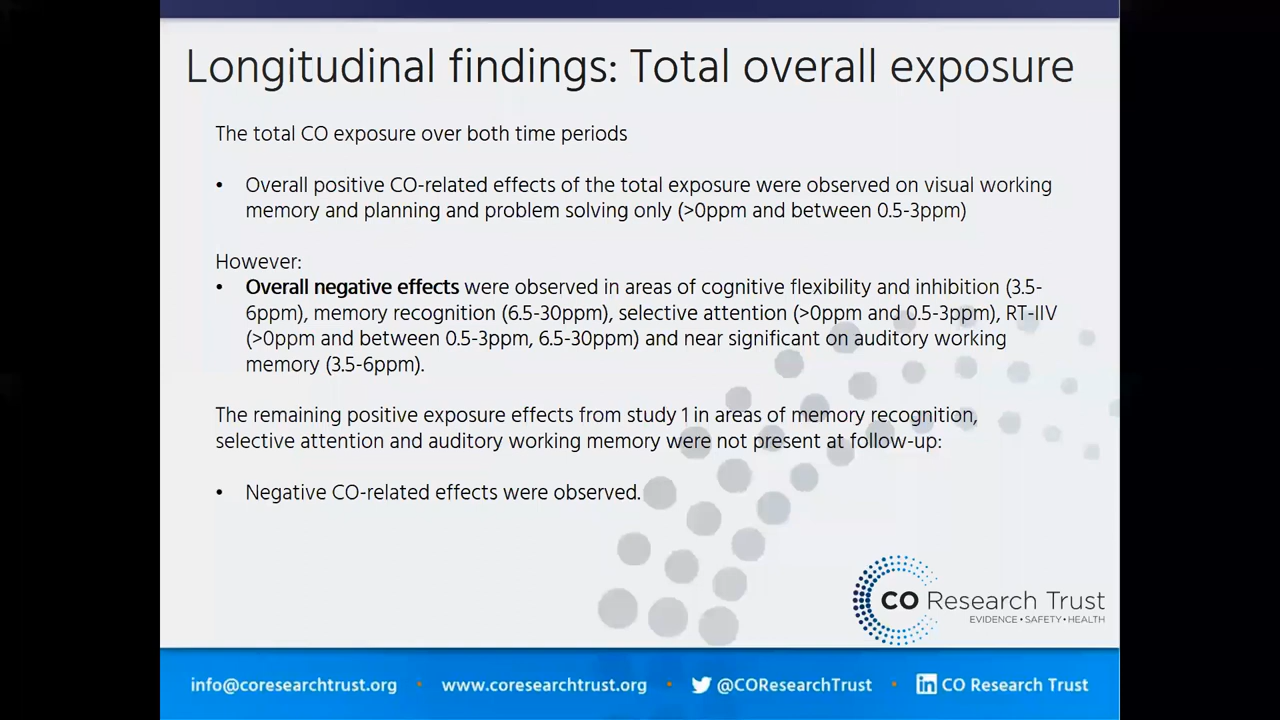 Longitudinal findings: Total overall exposure
The total CO exposure over both time periods
• Overall positive CO-related effects of the total exposure were observed on visual working
memory and planning and problem solving only (>0ppm and between 0.5-3ppm)
However:
• Overall negative effects were observed in areas of cognitive flexibility and inhibition (3.5-
6ppm), memory recognition (6.5-30ppm), selective attention (>0ppm and 0.5-3ppm), RT-IIV
(>0ppm and between 0.5-3ppm, 6.5-30ppm) and near significant on auditory working
memory (3.5-6ppm).
The remaining positive exposure effects from study 1 in areas of memory recognition,
selective attention and auditory working memory were not present at follow-up:
• Negative CO-related effects were observed.
CO Research Trust
EVIDENCE • SAFETY • HEALTH
info@coresearchtrust.org • www.coresearchtrust.org • @COResearchTrust • in CO Research Trust